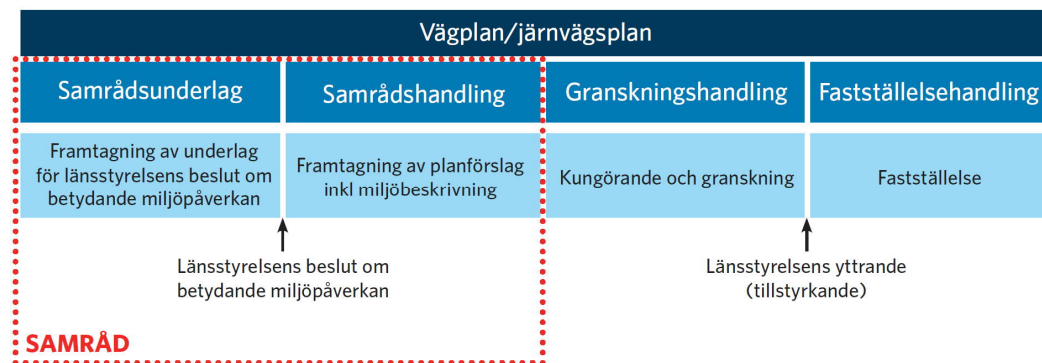 Vägplan/järnvägsplan
Samrådsunderlag
Samrådshandling
Granskningshandling
Fastställelsehandling
Framtagning av underlag
för länsstyrelsens beslut om
betydande miljöpåverkan
Framtagning av planförslag
inkl miljöbeskrivning
Kungörande och granskning
Fastställelse
Länsstyrelsens beslut om
betydande miljöpåverkan
Länsstyrelsens yttrande
(tillstyrkande)
SAMRÅD